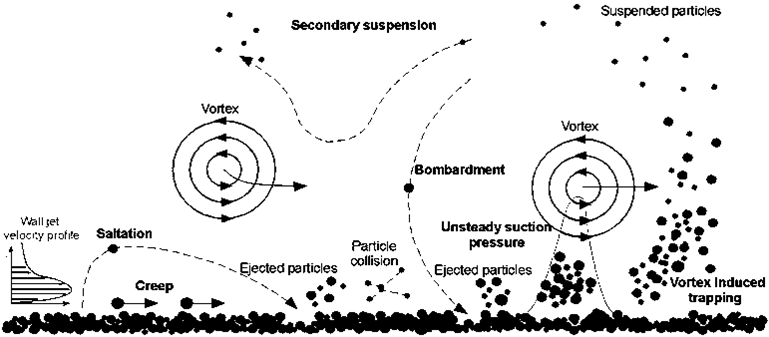 Secondary suspension
Suspended particles
Vortex
Vortex
Bombardment
Wall jet
velocity profile
Saltation
Unsteady suction
pressure
Particle
collision
Ejected particles
Ejected particles
Creep
Vortex Induced
trapping